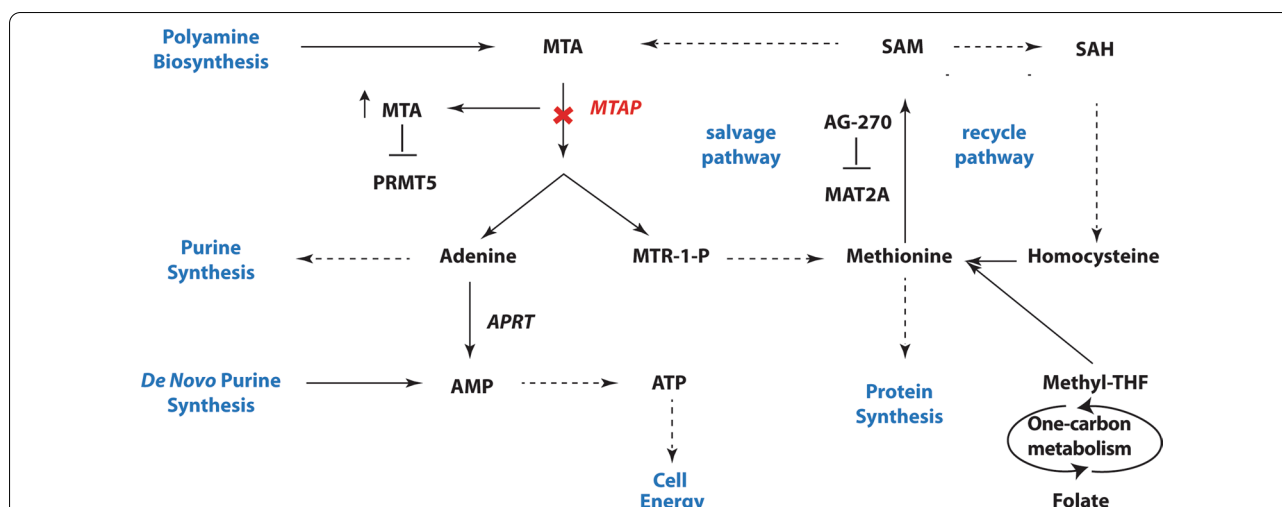 Polyamine
Biosynthesis
MTA
SAM
SAH
MTA
MTAP
PRMT5
salvage
pathway
AG-270
MAT2A
recycle
pathway
Purine
Synthesis
Adenine
MTR-1-P
Methionine
Homocysteine
APRT
De Novo Purine
Synthesis
AMP
ATP
Protein
Synthesis
Methyl-THF
One-carbon
metabolism
Cell
Energy
Folate